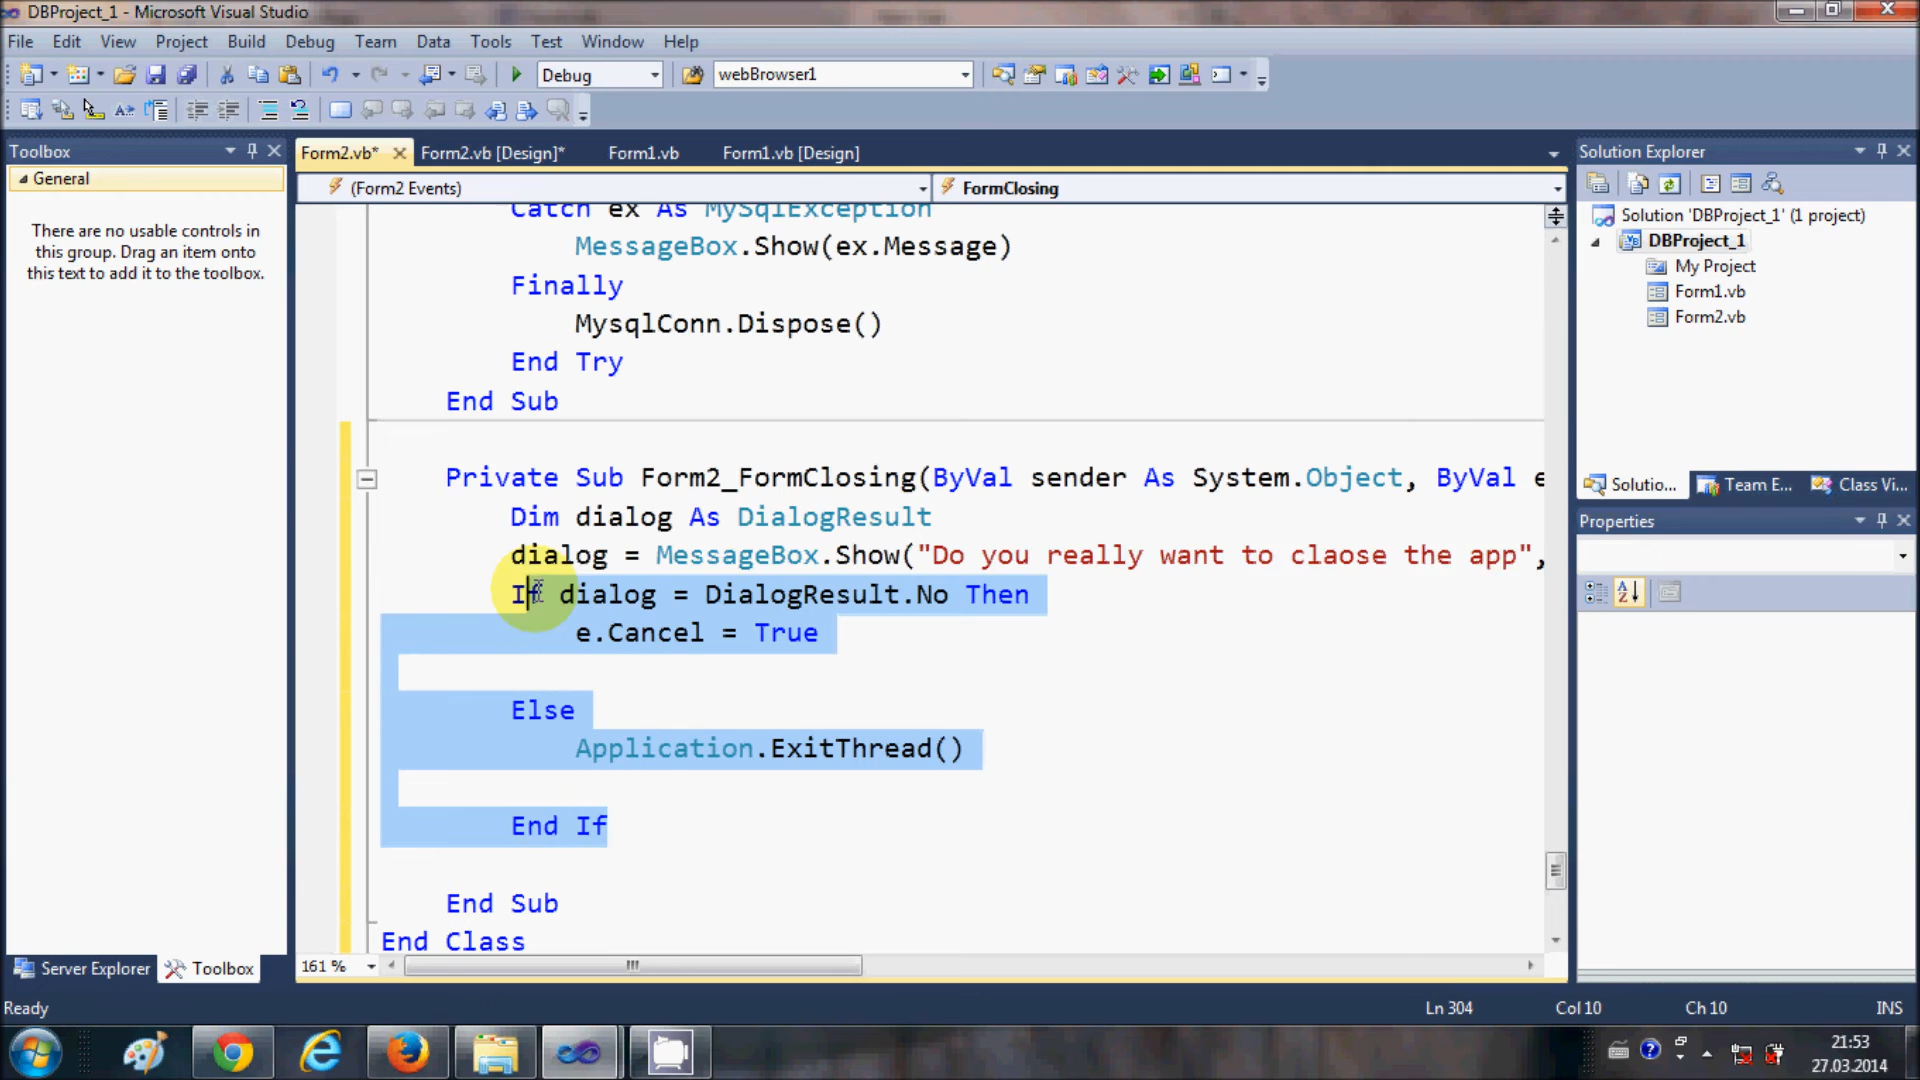 DBProject_1 - Microsoft Visual Studio
File Edit View Project Build Debug Team Data Tools Test Window Help
Debug webBrowser1
Toolbox
General
There are no usable controls in
this group. Drag an item onto
this text to add it to the toolbox.
Server Explorer Toolbox
Form2.vb* Form2.vb [Design]* Form1.vb Form1.vb [Design]
(Form2 Events) FormClosing
Catch ex As MySqlException
MessageBox.Show(ex.Message)
Finally
MysqlConn.Dispose()
End Try
End Sub
Private Sub Form2_FormClosing(ByVal sender As System.Object, ByVal e
Dim dialog As DialogResult
dialog = MessageBox.Show("Do you really want to claose the app",
If dialog = DialogResult.No Then
e.Cancel = True
Else
Application.ExitThread()
End If
End Sub
End Class
161 %
Solution Explorer
Solution 'DBProject_1' (1 project)
DBProject_1
My Project
Form1.vb
Form2.vb
Solutio... Team E... Class Vi...
Properties
Ready Ln 304 Col 10 Ch 10 INS
21:53
27.03.2014